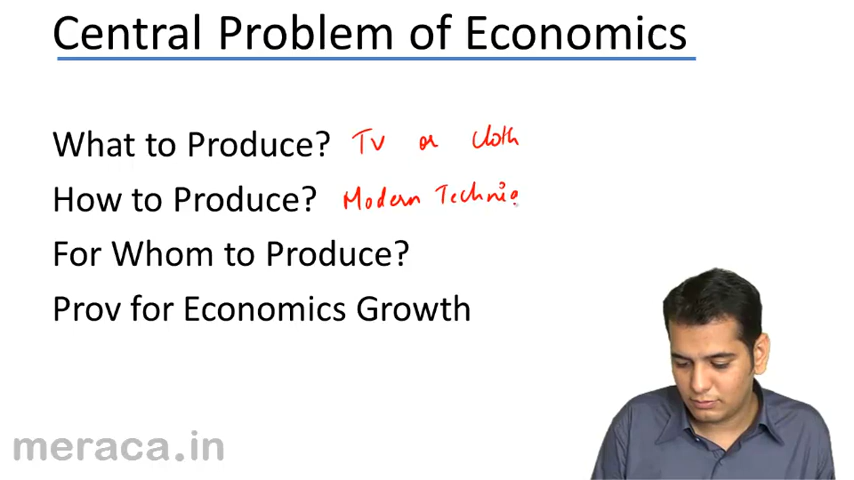 Central Problem of Economics
What to Produce? TV or Cloth
How to Produce? Modern Techniq
For Whom to Produce?
Prov for Economics Growth
meraca.in